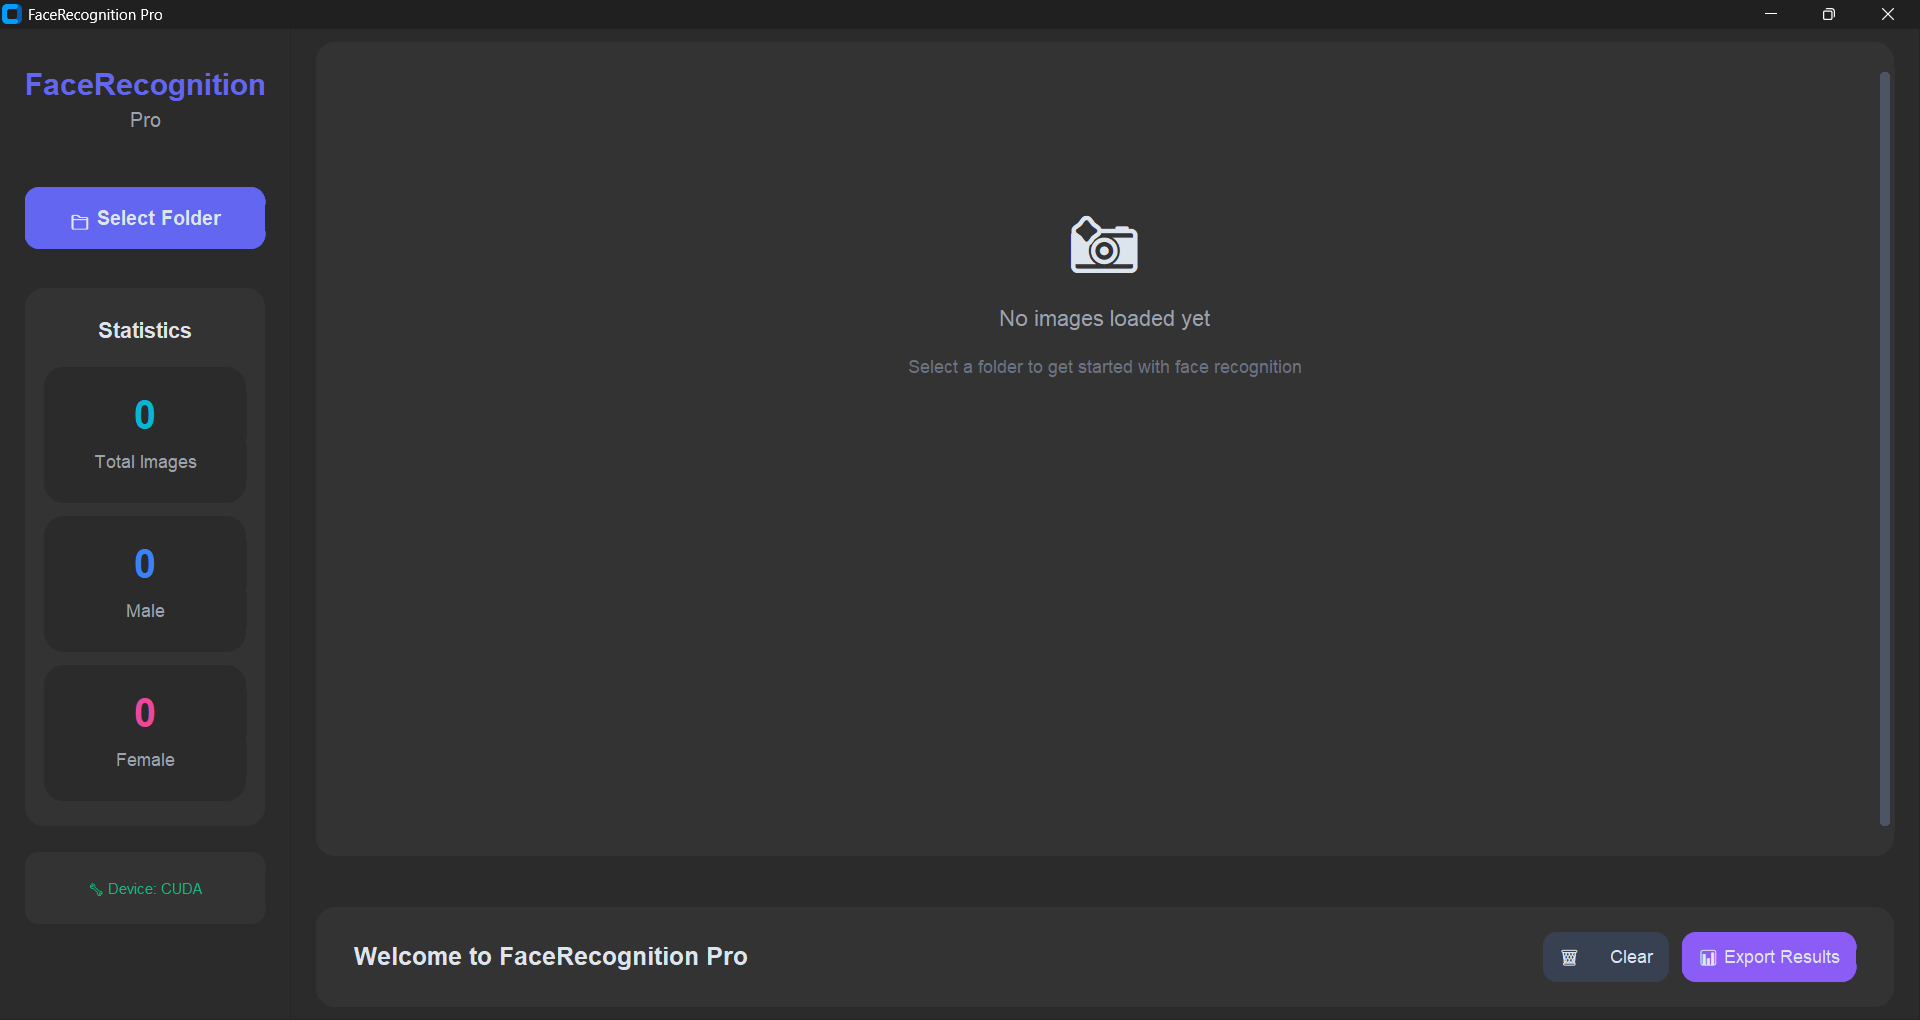 FaceRecognition Pro
FaceRecognition
Pro
Select Folder
Statistics
0
Total Images
0
Male
0
Female
Device: CUDA
No images loaded yet
Select a folder to get started with face recognition
Welcome to FaceRecognition Pro
Clear
Export Results